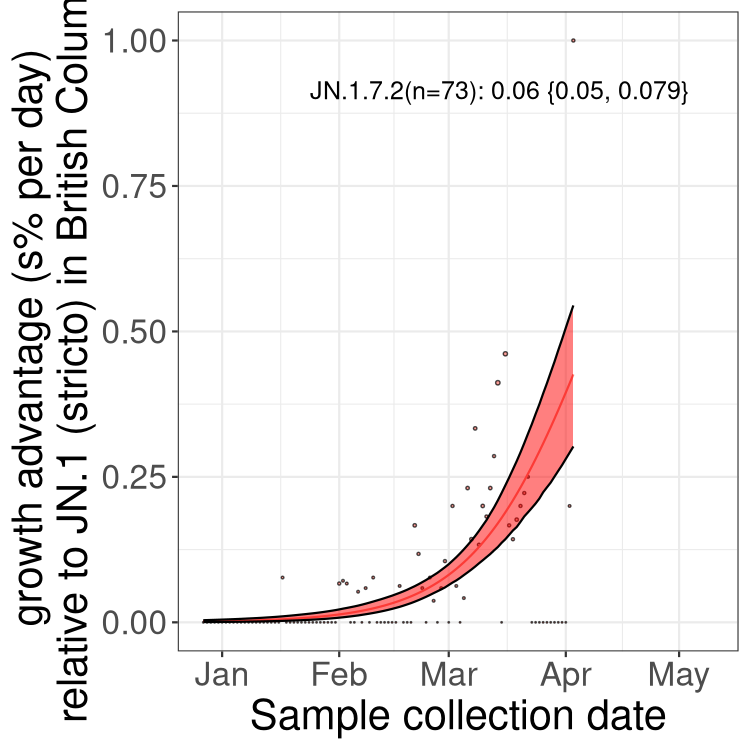 growth advantage (s% per day)
relative to JN.1 (stricto) in British Colum
1.00
0.75
0.50
0.25
0.00
JN.1.7.2(n=73): 0.06 {0.05, 0.079}
Jan Feb Mar Apr May
Sample collection date